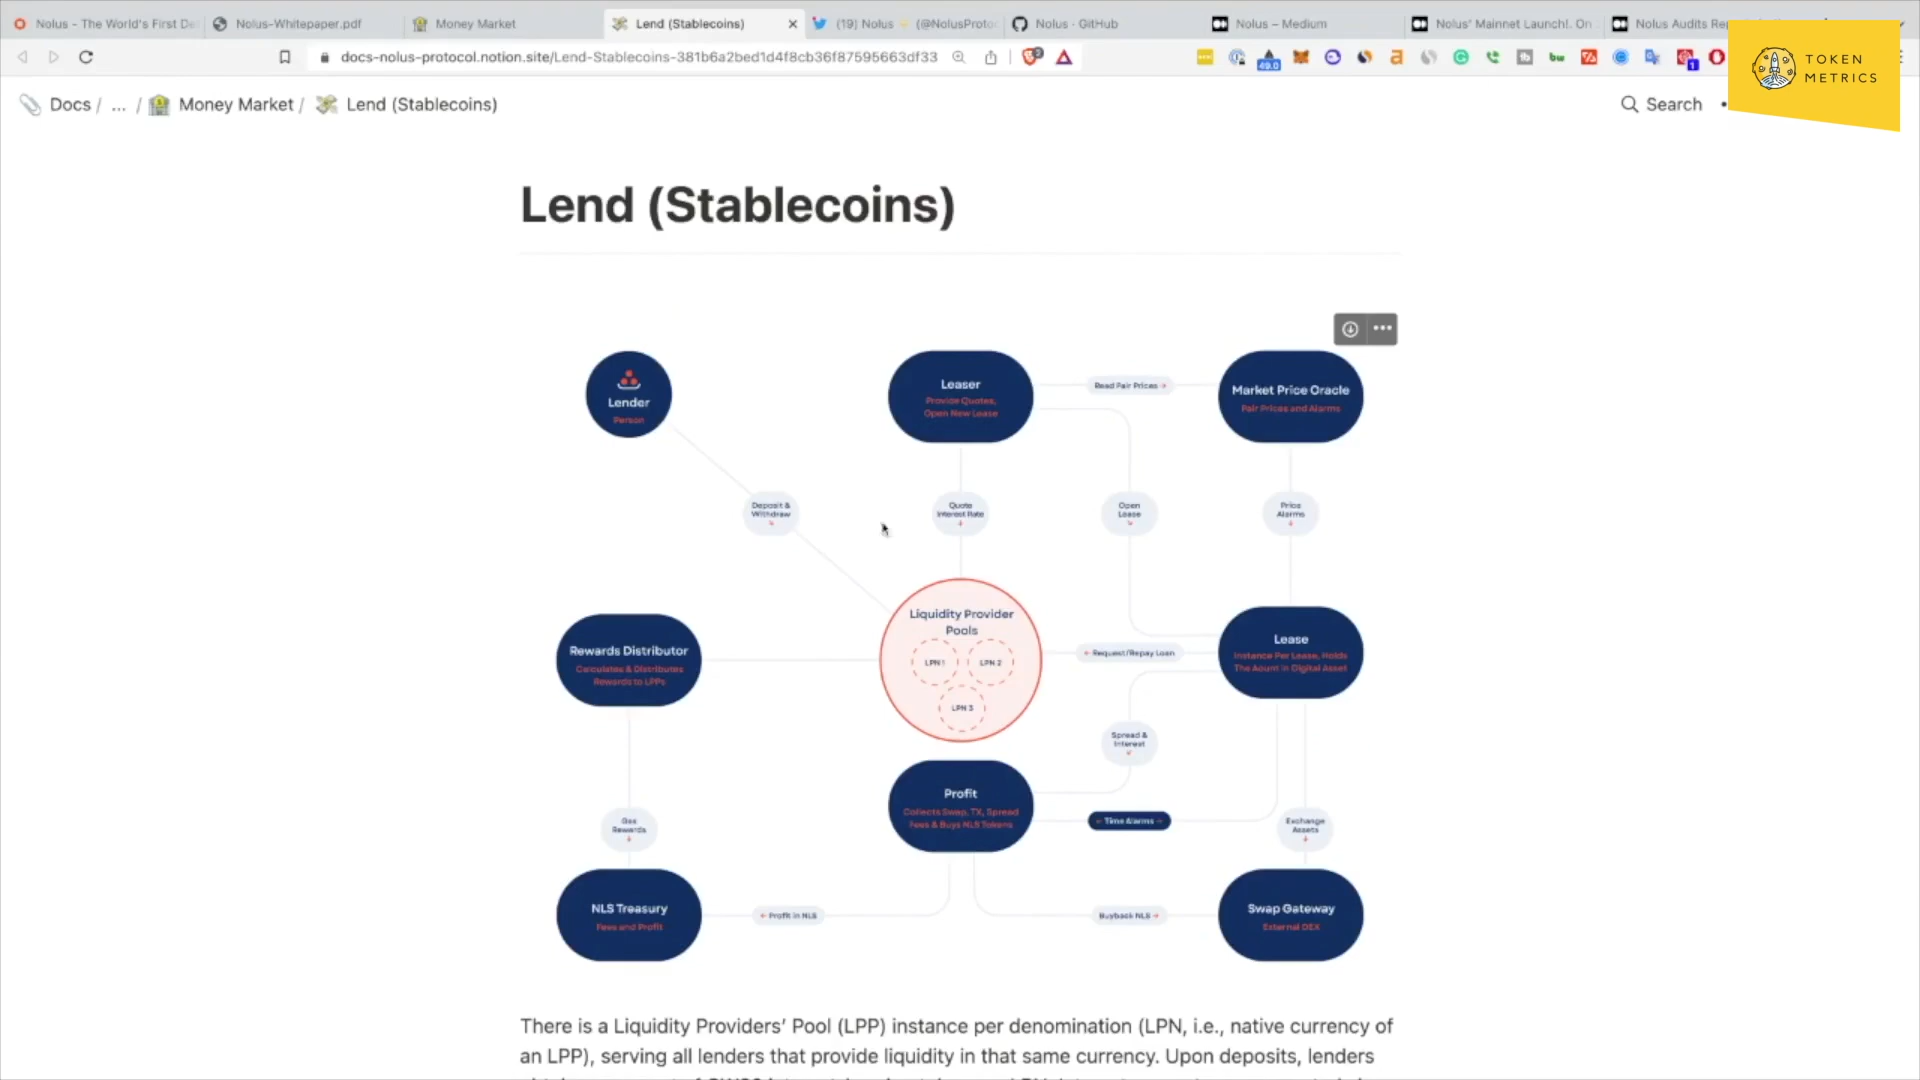 Nolus - The World's First De
Nolus-Whitepaper.pdf
Money Market
Lend (Stablecoins)
(19) Nolus (@NolusProto
Nolus · GitHub
Nolus – Medium
Nolus' Mainnet Launch!. On
Nolus Audits Rep
docs-nolus-protocol.notion.site/Lend-Stablecoins-381b6a2bed1d4f8cb36f87595663df33
TOKEN
METRICS
Docs / ... / Money Market / Lend (Stablecoins)
Search
Lend (Stablecoins)
Lender
Person
Leaser
Provide Quotes,
Open New Lease
Read Pair Prices →
Market Price Oracle
Pair Prices and Alarms
Deposit &
Withdraw
Quote
Interest Rate
Open
Lease
Price
Alarms
Liquidity Provider
Pools
LPN 1
LPN 2
LPN 3
Rewards Distributor
Calculates & Distributes
Rewards to LPPs
← Request/Repay Loan
Lease
Instance Per Lease, Holds
The Aount in Digital Asset
Spread &
Interest
Profit
Collects Swap, TX, Spread
Fees & Buys NLS Tokens
← Time Alarms →
Gas
Rewards
Exchange
Assets
NLS Treasury
Fees and Profit
← Profit in NLS
Buyback NLS →
Swap Gateway
External DEX
There is a Liquidity Providers' Pool (LPP) instance per denomination (LPN, i.e., native currency of
an LPP), serving all lenders that provide liquidity in that same currency. Upon deposits, lenders